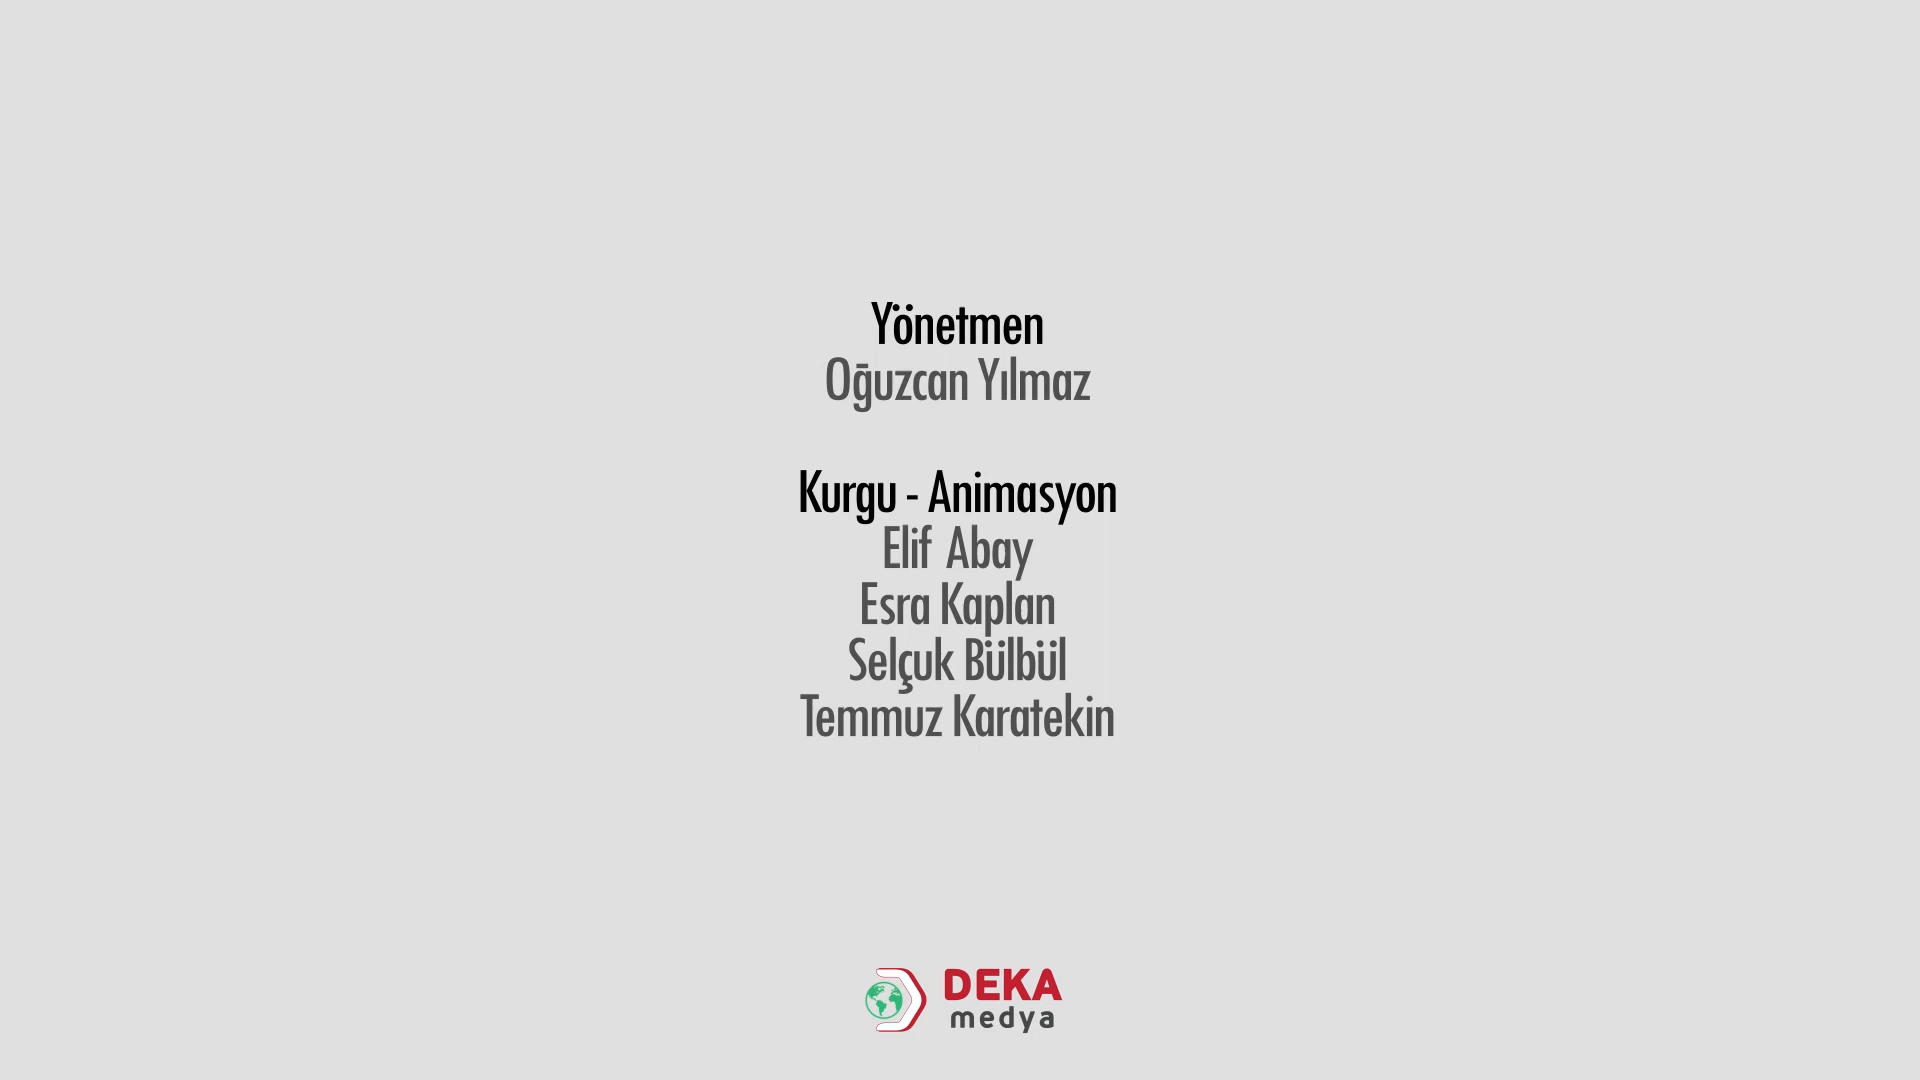 Yönetmen
Oğuzcan Yılmaz
Kurgu - Animasyon
Elif Abay
Esra Kaplan
Selçuk Bülbül
Temmuz Karatekin
DEKA
medya